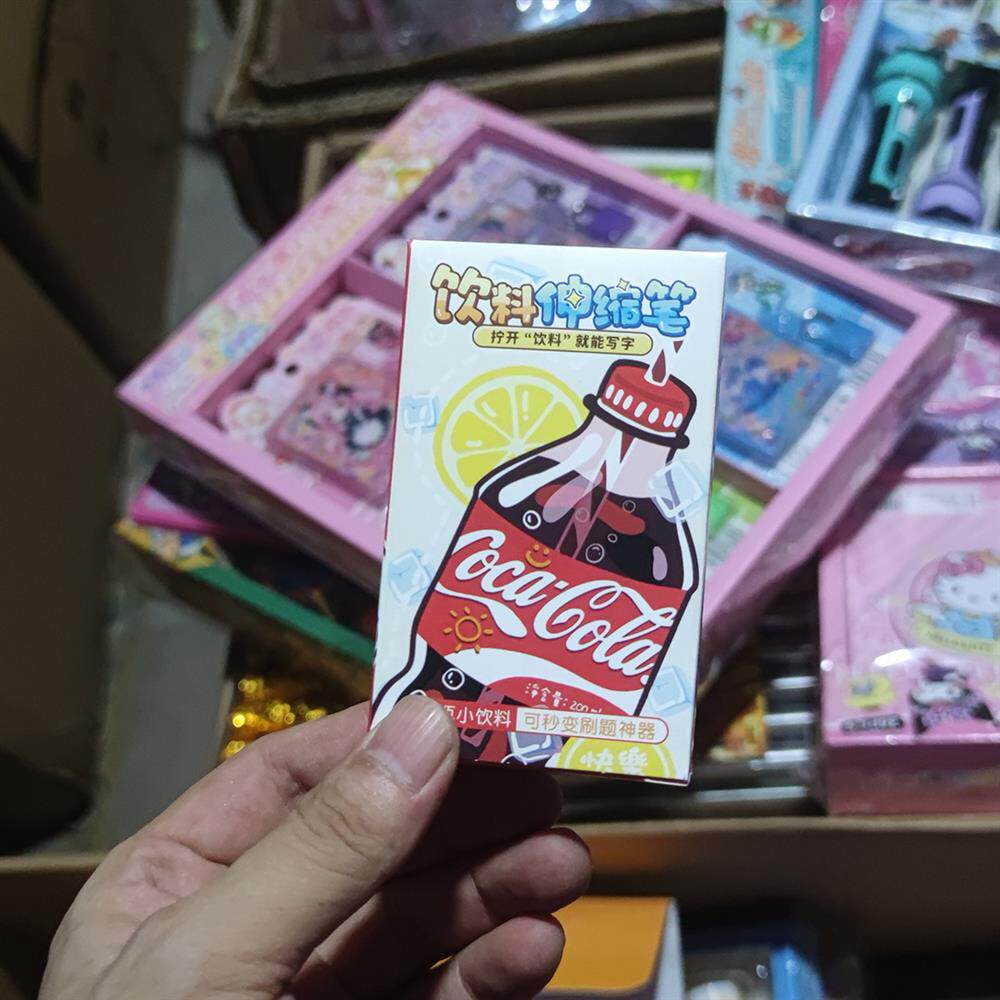 饮料伸缩笔
拧开“饮料”就能写字
Coca-Cola
净含量: 200ml
小饮料 可秒变刷题神器